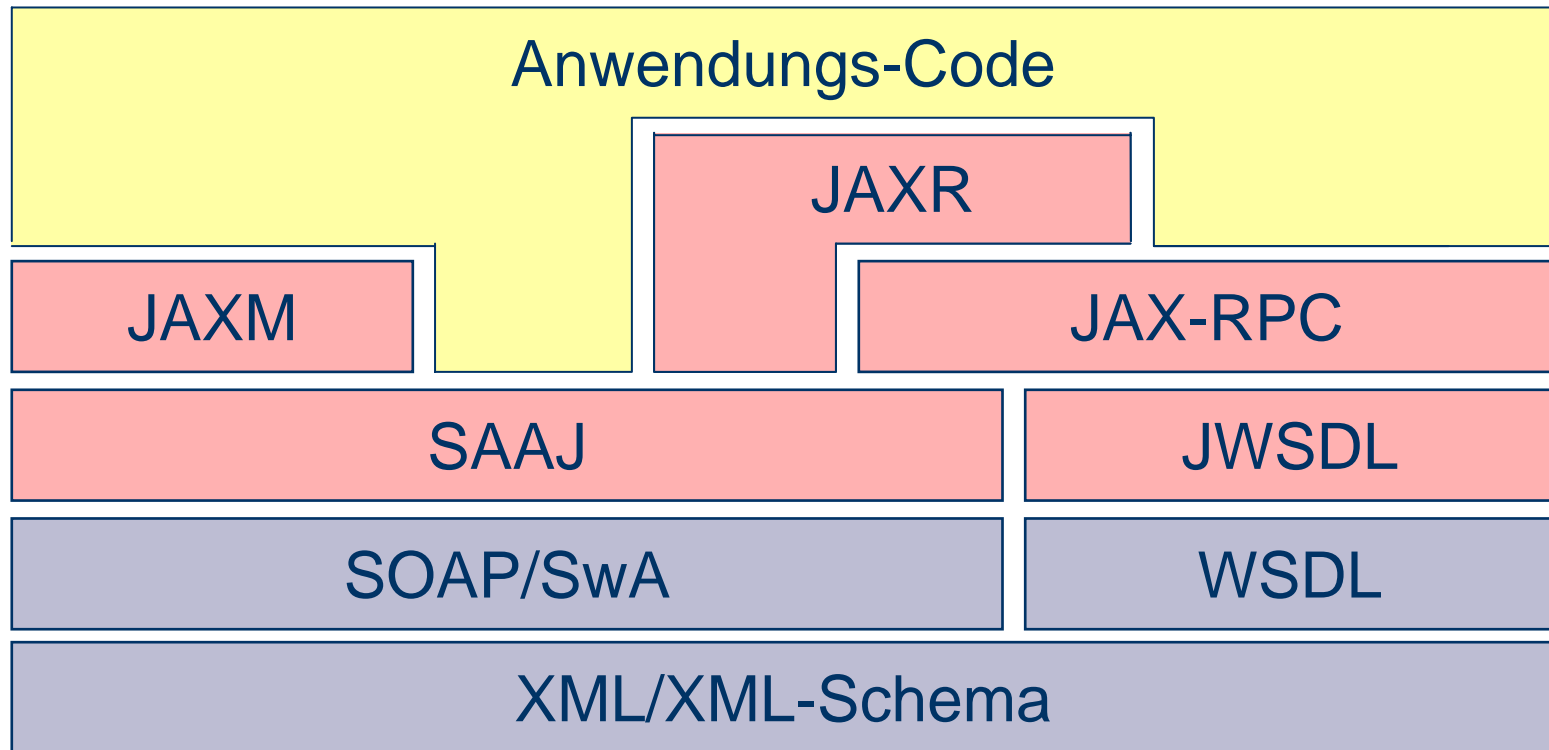 Anwendungs-Code
JAXR
JAXM
JAX-RPC
SAAJ
JWSDL
SOAP/SwA
WSDL
XML/XML-Schema